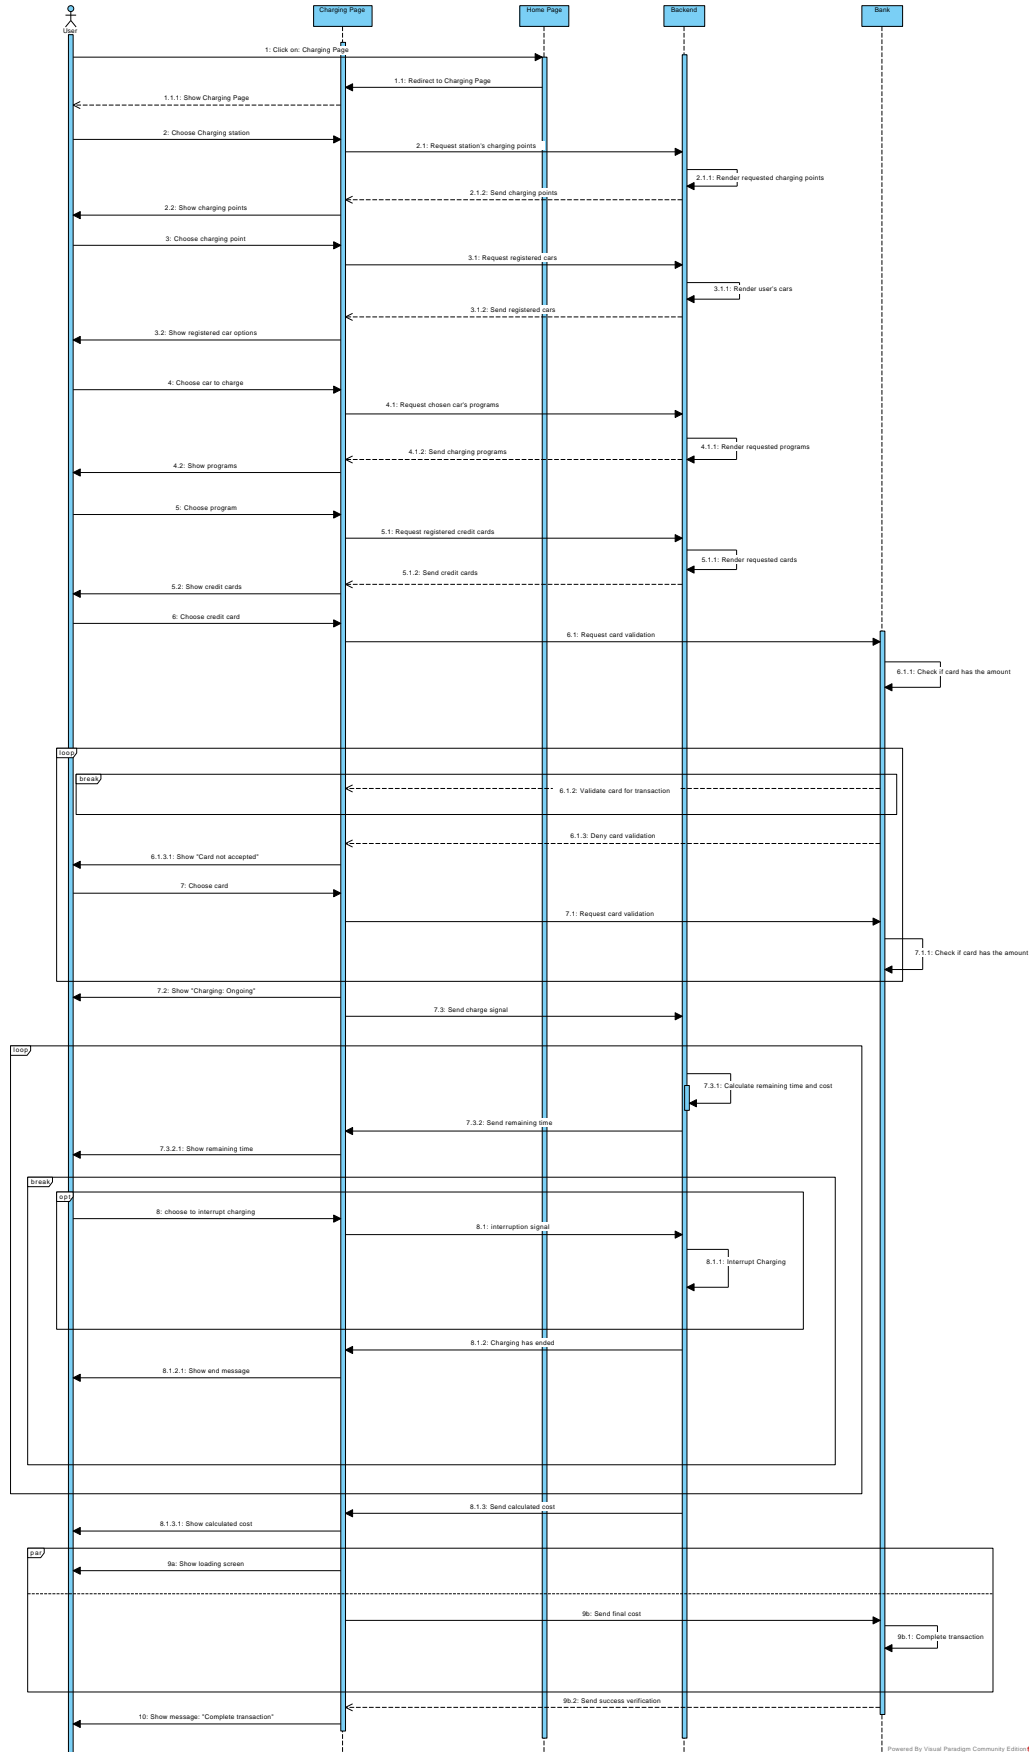 User
Charging Page
Home Page
Backend
Bank
1: Click on: Charging Page
1.1: Redirect to Charging Page
1.1.1: Show Charging Page
2: Choose Charging station
2.1: Request station's charging points
2.1.1: Render requested charging points
2.1.2: Send charging points
2.2: Show charging points
3: Choose charging point
3.1: Request registered cars
3.1.1: Render user's cars
3.1.2: Send registered cars
3.2: Show registered car options
4: Choose car to charge
4.1: Request chosen car's programs
4.1.1: Render requested programs
4.1.2: Send charging programs
4.2: Show programs
5: Choose program
5.1: Request registered credit cards
5.1.1: Render requested cards
5.1.2: Send credit cards
5.2: Show credit cards
6: Choose credit card
6.1: Request card validation
6.1.1: Check if card has the amount
loop
break
6.1.2: Validate card for transaction
6.1.3: Deny card validation
6.1.3.1: Show "Card not accepted"
7: Choose card
7.1: Request card validation
7.1.1: Check if card has the amount
7.2: Show "Charging: Ongoing"
7.3: Send charge signal
loop
7.3.1: Calculate remaining time and cost
7.3.2: Send remaining time
7.3.2.1: Show remaining time
break
opt
8: choose to interrupt charging
8.1: interruption signal
8.1.1: Interrupt Charging
8.1.2: Charging has ended
8.1.2.1: Show end message
8.1.3: Send calculated cost
8.1.3.1: Show calculated cost
par
9a: Show loading screen
9b: Send final cost
9b.1: Complete transaction
9b.2: Send success verification
10: Show message: "Complete transaction"
Powered By Visual Paradigm Community Edition